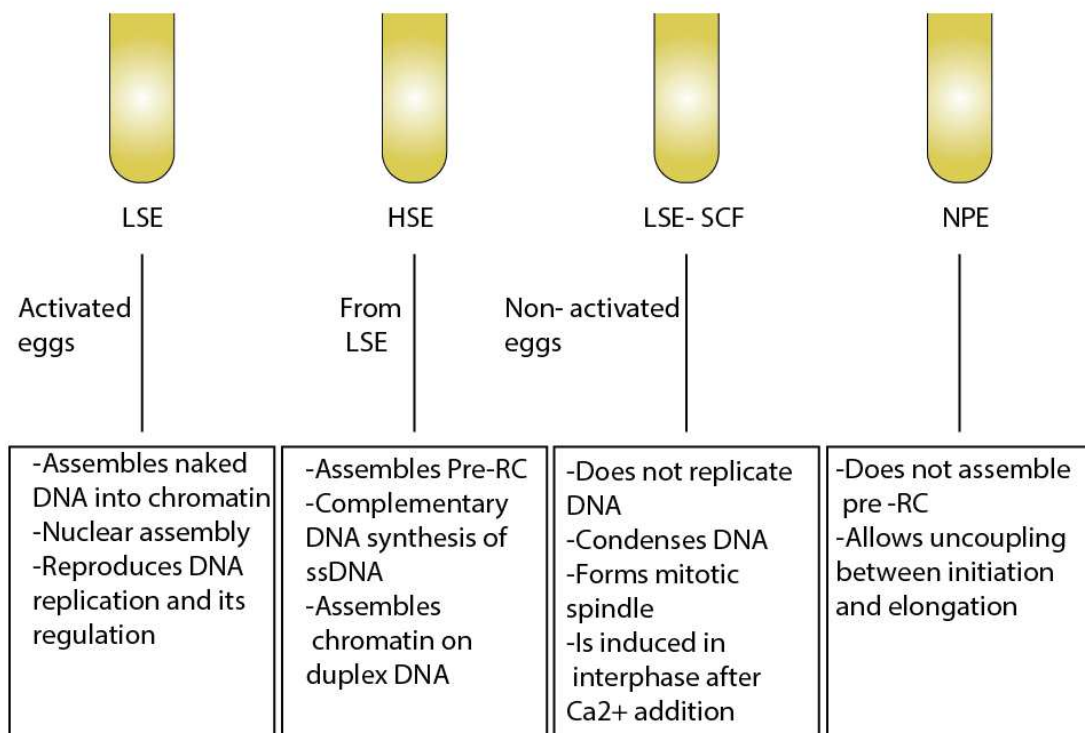 LSE
HSE
LSE- SCF
NPE
Activated
eggs
From
LSE
Non- activated
eggs
-Assembles naked
DNA into chromatin
-Nuclear assembly
-Reproduces DNA
replication and its
regulation
-Assembles Pre-RC
-Complementary
DNA synthesis of
ssDNA
-Assembles
chromatin on
duplex DNA
-Does not replicate
DNA
-Condenses DNA
-Forms mitotic
spindle
-Is induced in
interphase after
Ca2+ addition
-Does not assemble
pre -RC
-Allows uncoupling
between initiation
and elongation